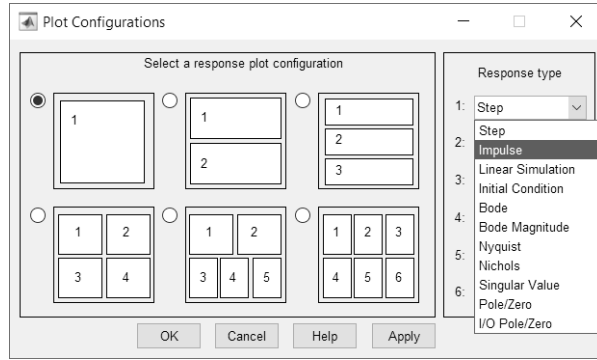 Plot Configurations
Select a response plot configuration
1
1
2
1
2
3
1 2
3 4
1 2
3 4 5
1 2 3
4 5 6
Response type
1: Step
2:
3:
4:
5:
6:
Step
Impulse
Linear Simulation
Initial Condition
Bode
Bode Magnitude
Nyquist
Nichols
Singular Value
Pole/Zero
I/O Pole/Zero
OK Cancel Help Apply